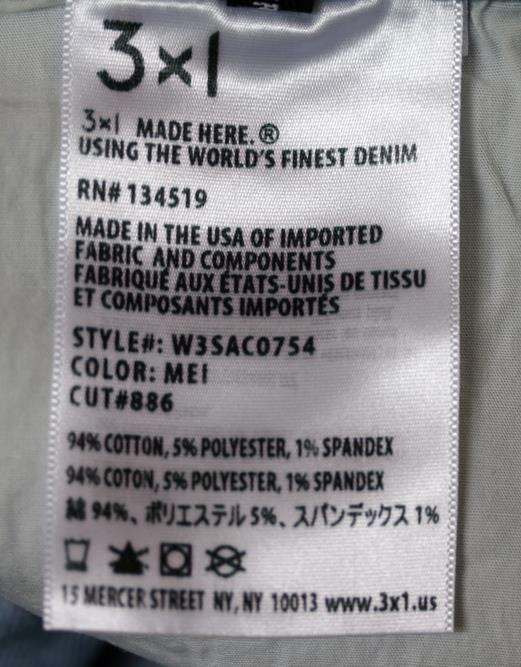 3×1
3×1 MADE HERE.®
USING THE WORLD'S FINEST DENIM
RN# 134519
MADE IN THE USA OF IMPORTED
FABRIC AND COMPONENTS
FABRIQUÉ AUX ÉTATS-UNIS DE TISSU
ET COMPOSANTS IMPORTÉS
STYLE#: W3SAC0754
COLOR: MEI
CUT#886
94% COTTON, 5% POLYESTER, 1% SPANDEX
94% COTON, 5% POLYESTER, 1% SPANDEX
綿 94%、ポリエステル 5%、スパンデックス 1%
15 MERCER STREET NY, NY 10013 www.3x1.us